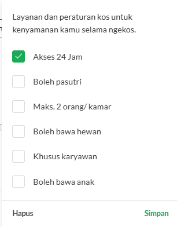 Layanan dan peraturan kos untuk
kenyamanan kamu selama ngekos.
Akses 24 Jam
Boleh pasutri
Maks. 2 orang/ kamar
Boleh bawa hewan
Khusus karyawan
Boleh bawa anak
Hapus
Simpan